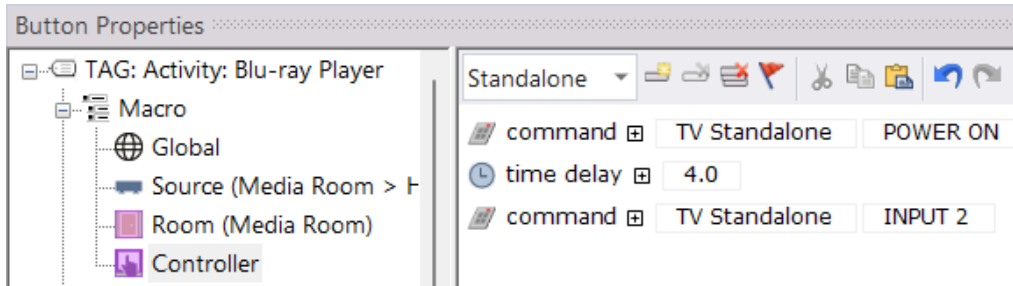 Button Properties
TAG: Activity: Blu-ray Player
Macro
Global
Source (Media Room > H
Room (Media Room)
Controller
Standalone
command TV Standalone POWER ON
time delay 4.0
command TV Standalone INPUT 2